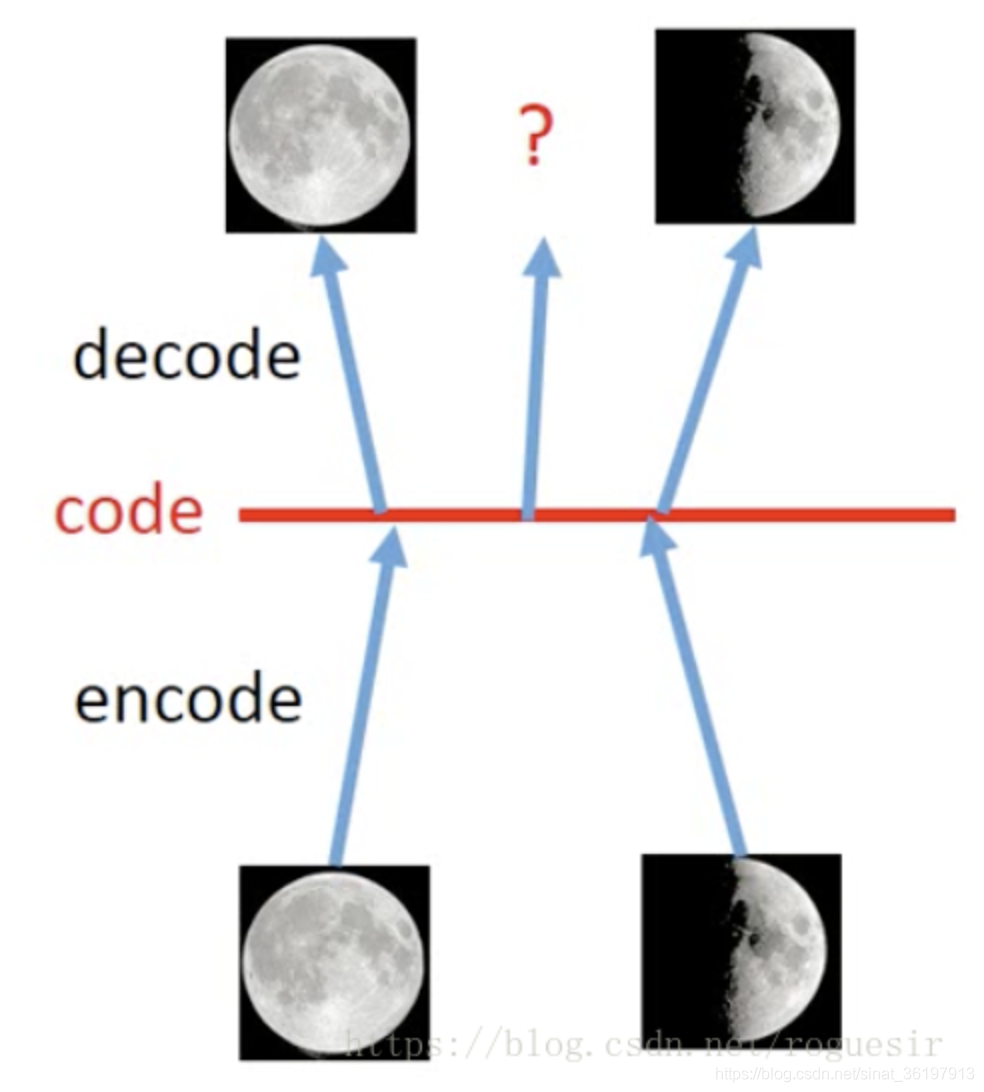 ?
decode
code
encode
https://blog.csdn.net/roguesir
https://blog.csdn.net/sinat_36197913